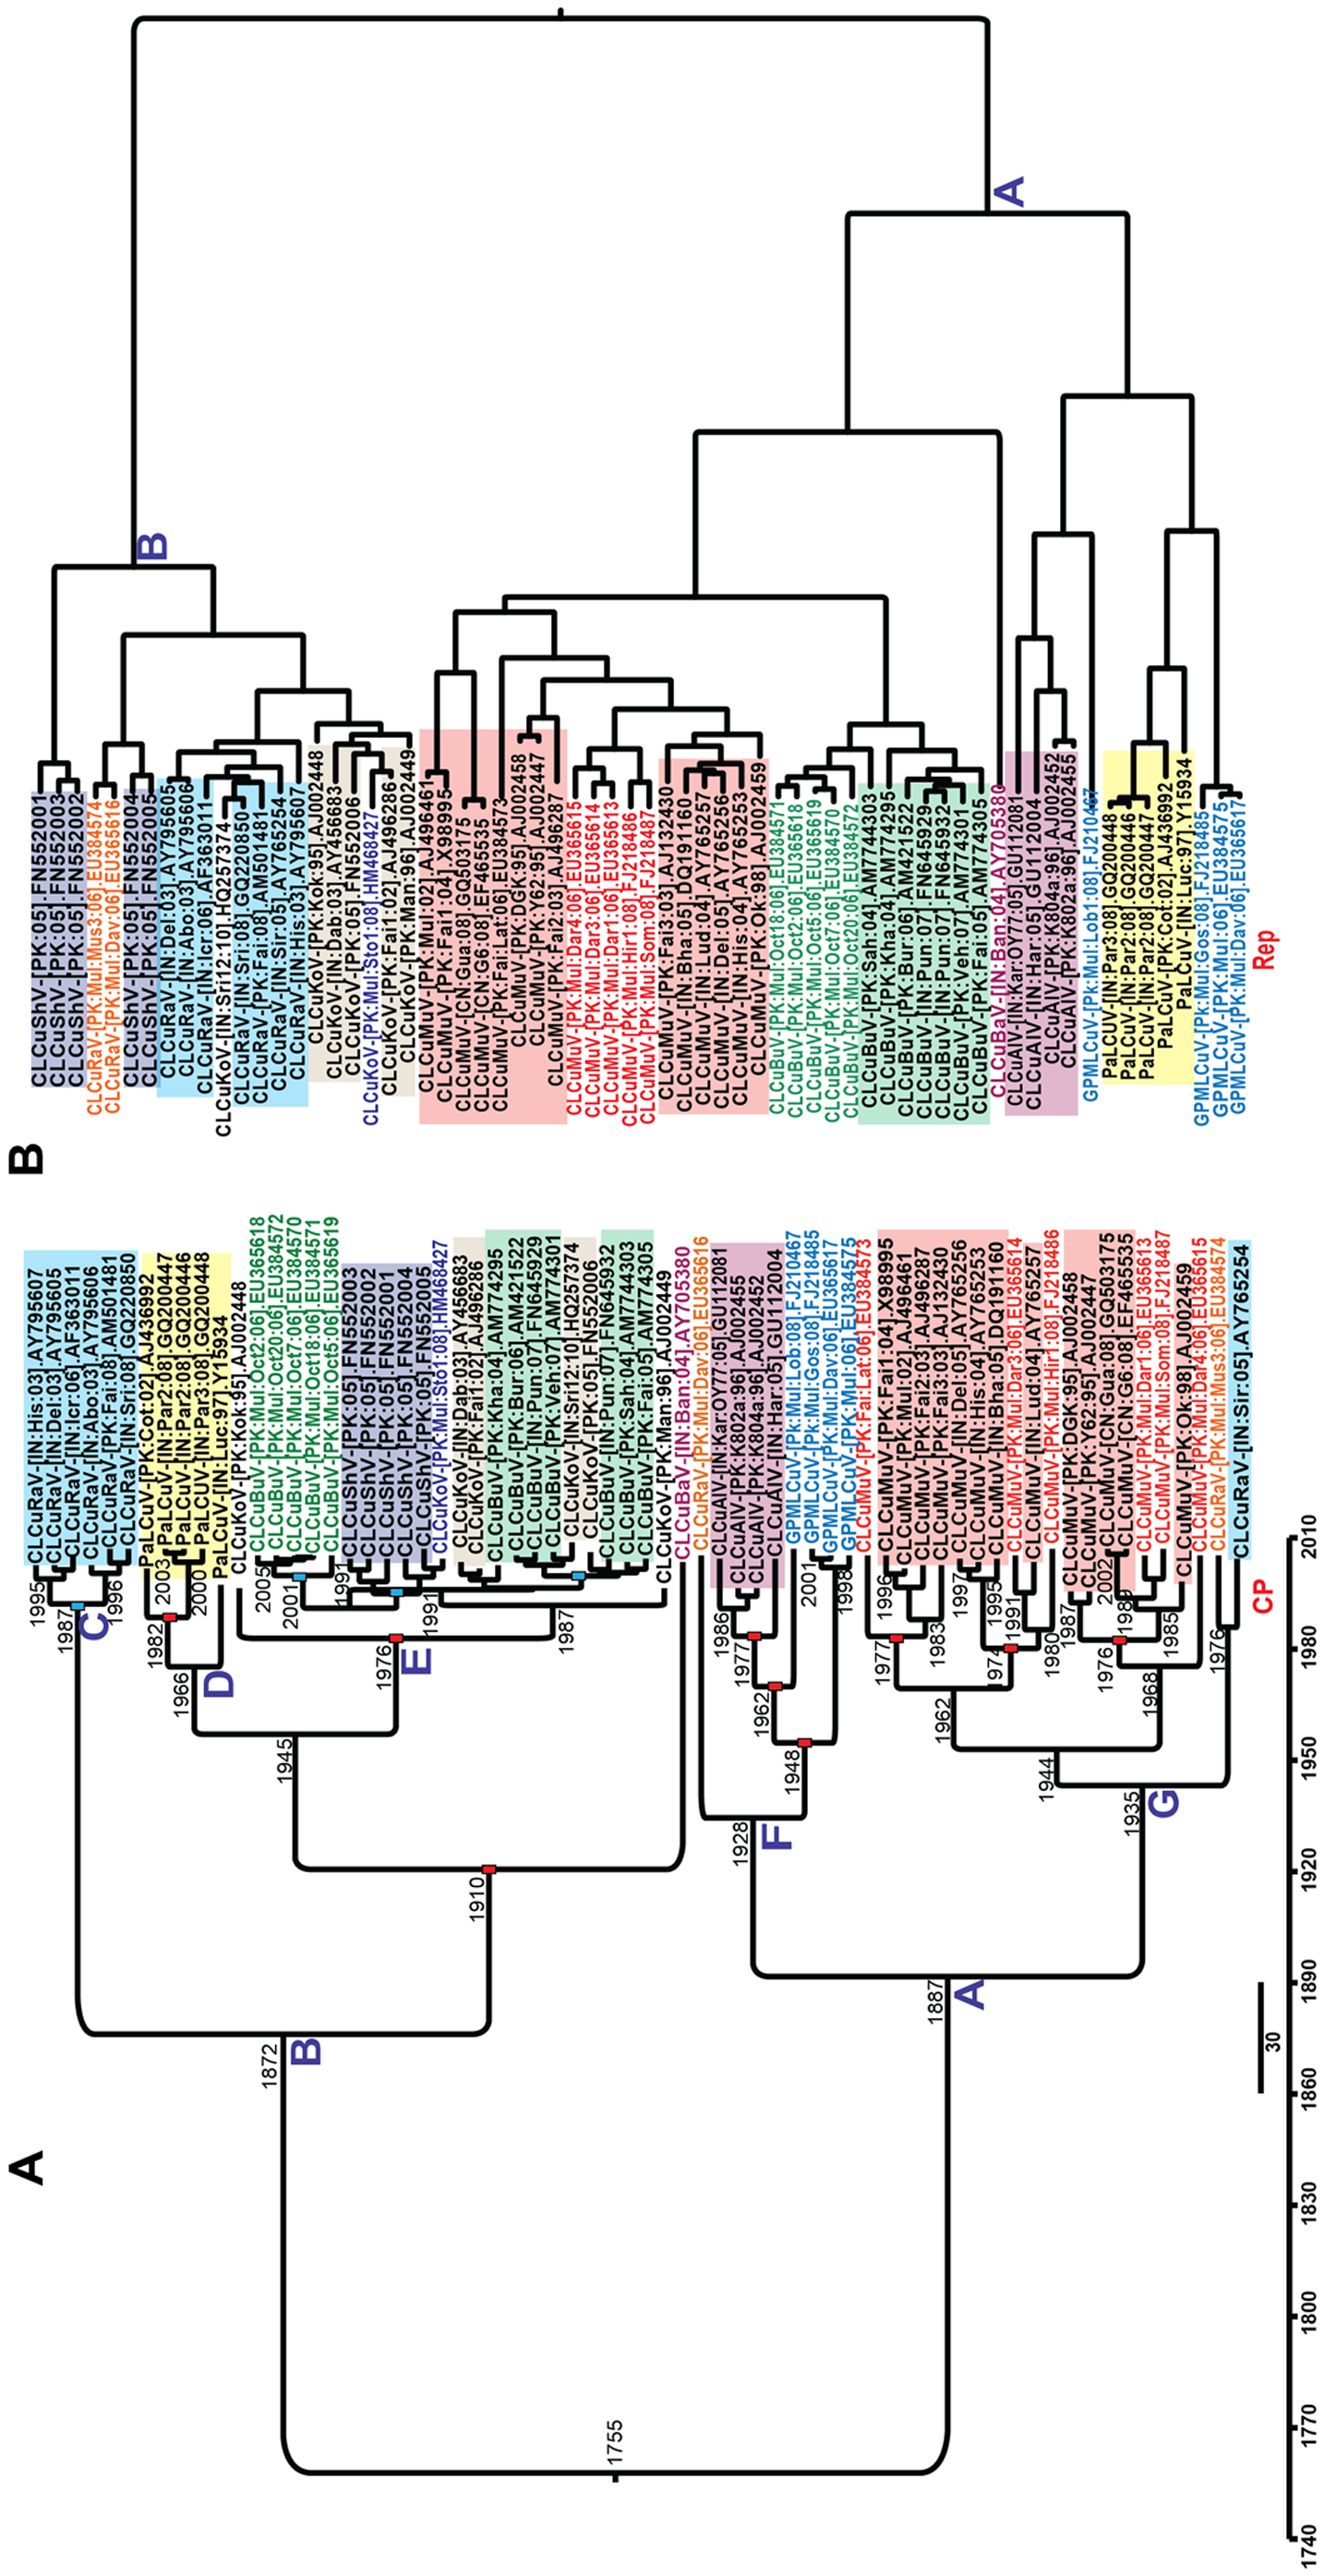 A
CLCuRaV-[IN:His:03].AY795607
CLCuRaV-[IN:Del:03].AY795605
CLCuRaV-[IN:Icr:06].AF363011
CLCuRaV-[IN:Abo:03].AY795606
CLCuRaV-[PK:Fai:08].AM501481
CLCuRaV-[IN:Sri:08].GQ220850
PaLCuV-[PK:Cot:02].AJ436992
PaLCuV-[IN:Par2:08].GQ200447
PaLCuV-[IN:Par2:08].GQ200446
PaLCUV-[IN:Par3:08].GQ200448
PaLCuV-[IN:Luc:97].Y15934
CLCuKoV-[PK:Kok:95].AJ002448
CLCuBuV-[PK:Mul:Oct2:06].EU365618
CLCuBuV-[PK:Mul:Oct20:06].EU384572
CLCuBuV-[PK:Mul:Oct7:06].EU384570
CLCuBuV-[PK:Mul:Oct18:06].EU384571
CLCuBuV-[PK:Mul:Oct5:06].EU365619
CLCuShV-[PK:05].FN552003
CLCuShV-[PK:05].FN552002
CLCuShV-[PK:05].FN552001
CLCuShV-[PK:05].FN552004
CLCuShV-[PK:05].FN552005
CLCuKoV-[PK:Mul:Sto1:08].HM468427
CLCuKoV-[IN:Dab:03].AY456683
CLCuKoV-[PK:Fai1:02].AJ496286
CLCuBuV-[PK:Kha:04].AM774295
CLCuBuV-[PK:Bar:06].AM421522
CLCuBuV-[IN:Pun:07].FN645929
CLCuBuV-[PK:Veh:07].AM774301
CLCuKoV-[IN:Sri12:10].HQ257374
CLCuKoV-[PK:05].FN552006
CLCuBuV-[IN:Pun:07].FN645932
CLCuBuV-[PK:Sah:04].AM774303
CLCuBuV-[PK:Fai:05].AM774305
CLCuKoV-[PK:Man:96].AJ002449
CLCuBaV-[IN:Ban:04].AY705380
CLCuRaV-[PK:Mul:Dav:06].EU365616
CLCuAlV-[IN:KarOY77:05].GU112081
CLCuAlV-[PK:K802a:96].AJ002455
CLCuAlV-[PK:K804a:96].AJ002452
CLCuAlV-[IN:Har:05].GU112004
GPMLCuV-[PK:Mul:Lob:08].FJ210467
GPMLCuV-[PK:Mul:Gos:08].FJ218485
GPMLCuV-[PK:Mul:Dav:06].EU365617
GPMLCuV-[PK:Mul:06].EU384575
CLCuMuV-[PK:Fai:Lat:06].EU384573
CLCuMuV-[PK:Fai1:04].X98995
CLCuMuV-[PK:Mul:02].AJ496461
CLCuMuV-[PK:Fai2:03].AJ496287
CLCuMuV-[PK:Fai3:03].AJ132430
CLCuMuV-[IN:Del:05].AY765256
CLCuMuV-[IN:His:04].AY765253
CLCuMuV-[IN:Bha:05].DQ191160
CLCuMuV-[PK:Mul:Dar3:06].EU365614
CLCuMuV-[IN:Lud:04].AY765257
CLCuMuV-[PK:Mul:Hir1:08].FJ218486
CLCuMuV-[PK:DGK:95].AJ002458
CLCuMuV-[PK:Y62:95].AJ002447
CLCuMuV-[CN:Gua:08].GQ503175
CLCuMuV-[CN:G6:08].EF465535
CLCuMuV-[PK:Mul:Dar1:06].EU365613
CLCuMuV-[PK:Mul:Som:08].FJ218487
CLCuMuV-[PK:Ok:98].AJ002459
CLCuMuV-[PK:Mul:Dar4:06].EU365615
CLCuRaV-[PK:Mul:Mus3:06].EU384574
CLCuRaV-[IN:Sir:05].AY765254
1995
1987
C
1996
1982
2003
2000
1966
D
2005
2001
1991
1976
E
1991
1987
1945
1910
1872
B
1986
1977
1962
2001
1998
1948
1928
F
1996
1977
1983
1997
1995
1974
1991
1980
1962
1987
2002
1976
1989
1985
1968
1976
1944
1935
G
1887
A
1755
30
CP
1740 1770 1800 1830 1860 1890 1920 1950 1980 2010
B
CLCuShV-[PK:05].FN552001
CLCuShV-[PK:05].FN552003
CLCuShV-[PK:05].FN552002
CLCuRaV-[PK:Mul:Mus3:06].EU384574
CLCuRaV-[PK:Mul:Dav:06].EU365616
CLCuShV-[PK:05].FN552004
CLCuShV-[PK:05].FN552005
CLCuRaV-[IN:Del:03].AY795605
CLCuRaV-[IN:Abo:03].AY795606
CLCuRaV-[IN:Icr:06].AF363011
CLCuKoV-[IN:Sri12:10].HQ257374
CLCuRaV-[IN:Sri:08].GQ220850
CLCuRaV-[PK:Fai:08].AM501481
CLCuRaV-[IN:Sir:05].AY765254
CLCuRaV-[IN:His:03].AY795607
CLCuKoV-[PK:Kok:95].AJ002448
CLCuKoV-[IN:Dab:03].AY456683
CLCuKoV-[PK:05].FN552006
CLCuKoV-[PK:Mul:Sto1:08].HM468427
CLCuKoV-[PK:Fai1:02].AJ496286
CLCuKoV-[PK:Man:96].AJ002449
CLCuMuV-[PK:Mul:02].AJ496461
CLCuMuV-[PK:Fai1:04].X98995
CLCuMuV-[CN:Gua:08].GQ503175
CLCuMuV-[CN:G6:08].EF465535
CLCuMuV-[PK:Fai:Lat:06].EU384573
CLCuMuV-[PK:DGK:95].AJ002458
CLCuMuV-[PK:Y62:95].AJ002447
CLCuMuV-[PK:Fai2:03].AJ496287
CLCuMuV-[PK:Mul:Dar4:06].EU365615
CLCuMuV-[PK:Mul:Dar3:06].EU365614
CLCuMuV-[PK:Mul:Dar1:06].EU365613
CLCuMuV-[PK:Mul:Hir1:08].FJ218486
CLCuMuV-[PK:Mul:Som:08].FJ218487
CLCuMuV-[PK:Fai3:03].AJ132430
CLCuMuV-[IN:Bha:05].DQ191160
CLCuMuV-[IN:Lud:04].AY765257
CLCuMuV-[IN:Del:05].AY765256
CLCuMuV-[IN:His:04].AY765253
CLCuMuV-[PK:Ok:98].AJ002459
CLCuBuV-[PK:Mul:Oct18:06].EU384571
CLCuBuV-[PK:Mul:Oct2:06].EU365618
CLCuBuV-[PK:Mul:Oct5:06].EU365619
CLCuBuV-[PK:Mul:Oct7:06].EU384570
CLCuBuV-[PK:Mul:Oct20:06].EU384572
CLCuBuV-[PK:Sah:04].AM774303
CLCuBuV-[PK:Kha:04].AM774295
CLCuBuV-[PK:Bar:06].AM421522
CLCuBuV-[IN:Pun:07].FN645929
CLCuBuV-[IN:Pun:07].FN645932
CLCuBuV-[PK:Veh:07].AM774301
CLCuBuV-[PK:Fai:05].AM774305
CLCuBaV-[IN:Ban:04].AY705380
CLCuAlV-[IN:KarOY77:05].GU112081
CLCuAlV-[IN:Har:05].GU112004
CLCuAlV-[PK:K804a:96].AJ002452
CLCuAlV-[PK:K802a:96].AJ002455
GPMLCuV-[PK:Mul:Lob1:08].FJ210467
PaLCUV-[IN:Par3:08].GQ200448
PaLCuV-[IN:Par2:08].GQ200446
PaLCuV-[IN:Par2:08].GQ200447
PaLCuV-[PK:Cot:02].AJ436992
PaLCuV-[IN:Luc:97].Y15934
GPMLCuV-[PK:Mul:Gos:08].FJ218485
GPMLCuV-[PK:Mul:06].EU384575
GPMLCuV-[PK:Mul:Dav:06].EU365617
B
A
Rep